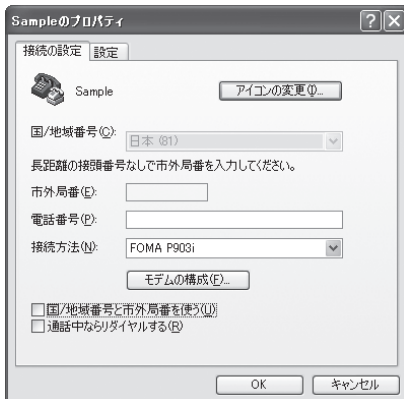 Sampleのプロパティ
接続の設定 設定
Sample
アイコンの変更(I)...
国/地域番号(C):
日本 (81)
長距離の接頭番号なしで市外局番を入力してください。
市外局番(E):
電話番号(P):
接続方法(N):
FOMA P903i
モデムの構成(F)...
国/地域番号と市外局番を使う(U)
通話中ならリダイヤルする(R)
OK キャンセル